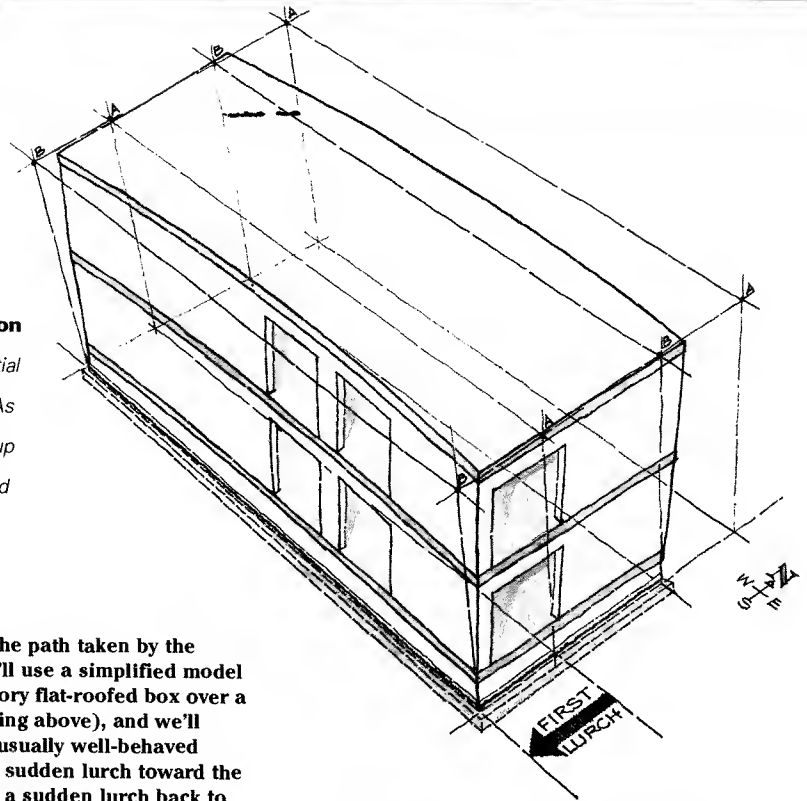 A
B
A
B
A
B
A
on
tial
As
up
d
N
W
S E
FIRST
LURCH
he path taken by the
'll use a simplified model
ory flat-roofed box over a
ing above), and we'll
usually well-behaved
sudden lurch toward the
a sudden lurch back to